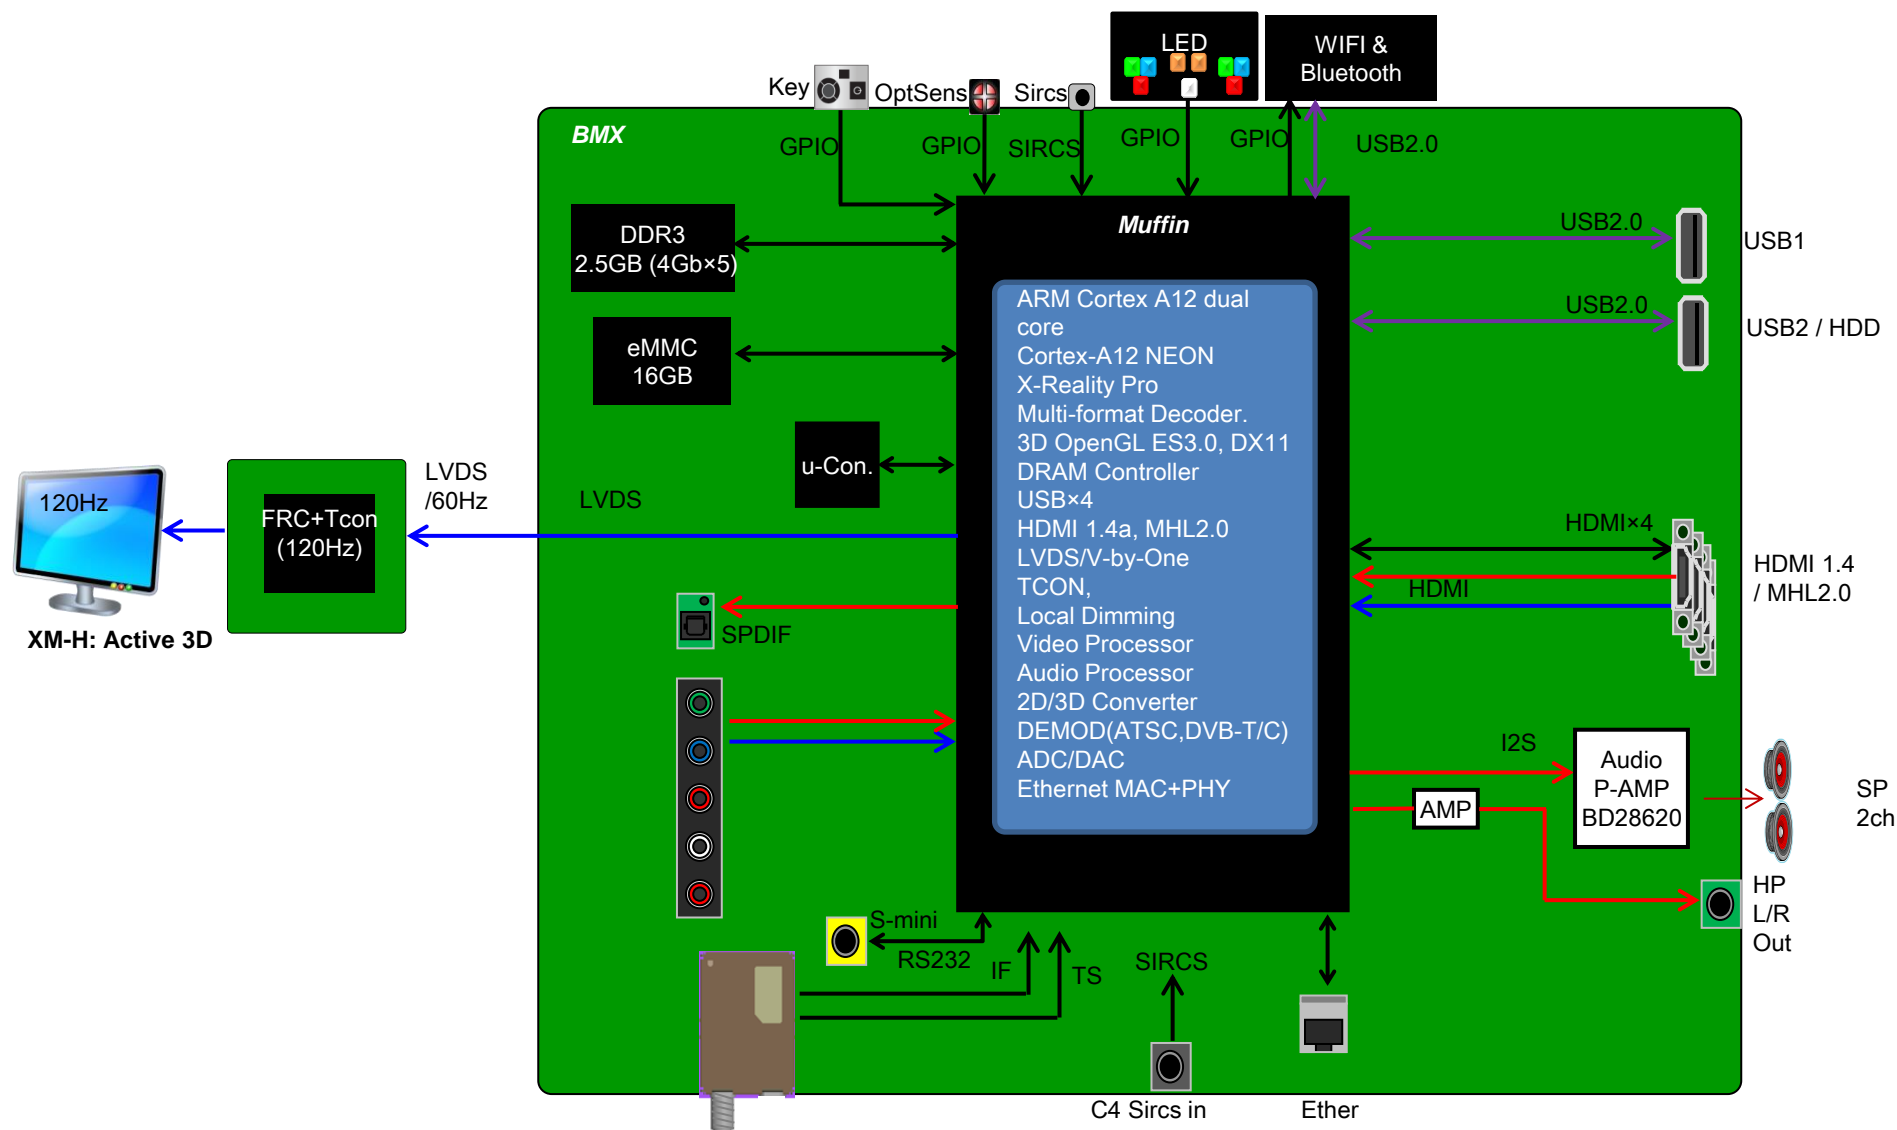 LED
WIFI &
Bluetooth
Key
OptSens
Sircs
BMX
GPIO
GPIO
SIRCS
GPIO
GPIO
USB2.0
Muffin
DDR3
2.5GB (4Gb×5)
eMMC
16GB
u-Con.
USB2.0
USB1
USB2.0
USB2 / HDD
ARM Cortex A12 dual
core
Cortex-A12 NEON
X-Reality Pro
Multi-format Decoder.
3D OpenGL ES3.0, DX11
DRAM Controller
USB×4
HDMI 1.4a, MHL2.0
LVDS/V-by-One
TCON,
Local Dimming
Video Processor
Audio Processor
2D/3D Converter
DEMOD(ATSC,DVB-T/C)
ADC/DAC
Ethernet MAC+PHY
120Hz
XM-H: Active 3D
FRC+Tcon
(120Hz)
LVDS
/60Hz
LVDS
SPDIF
HDMI×4
HDMI
HDMI 1.4
/ MHL2.0
I2S
Audio
P-AMP
BD28620
SP
2ch
AMP
HP
L/R
Out
S-mini
RS232
IF
TS
SIRCS
C4 Sircs in
Ether